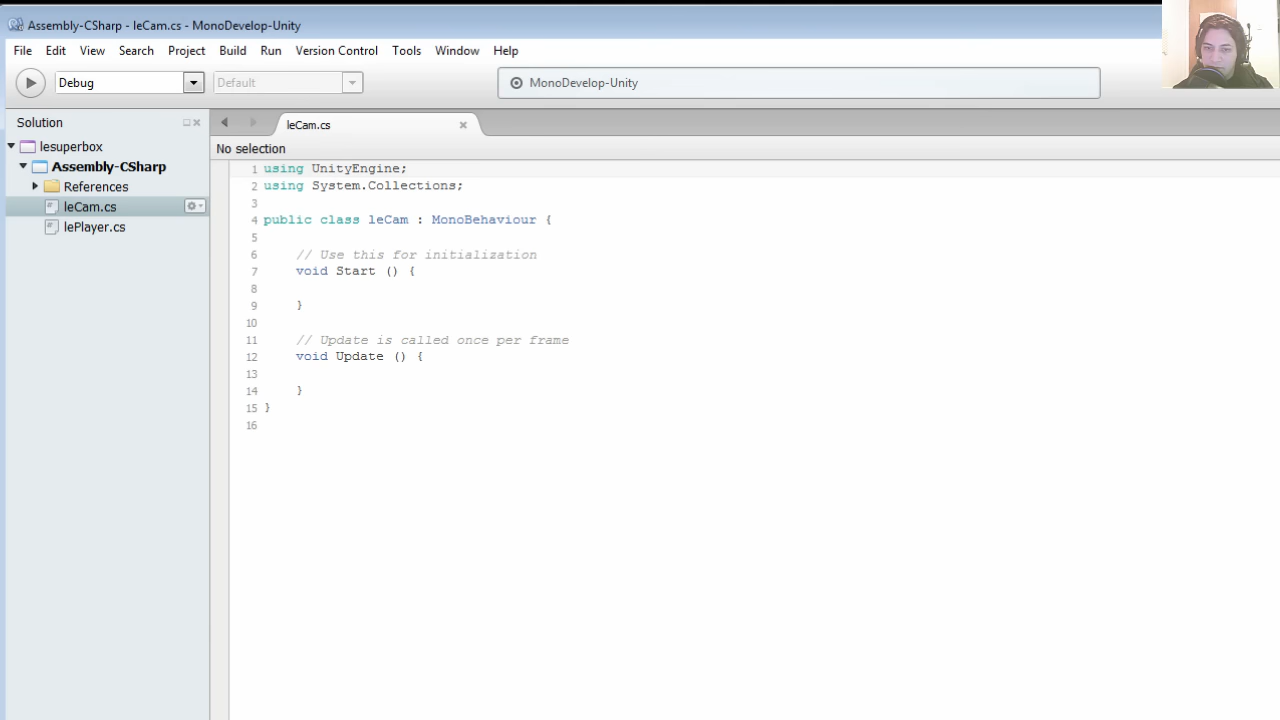 Assembly-CSharp - leCam.cs - MonoDevelop-Unity
File Edit View Search Project Build Run Version Control Tools Window Help
Debug Default MonoDevelop-Unity
Solution
leCam.cs
lesuperbox
No selection
Assembly-CSharp
References
leCam.cs
lePlayer.cs
1 using UnityEngine;
2 using System.Collections;
3
4 public class leCam : MonoBehaviour {
5
6 // Use this for initialization
7 void Start () {
8
9 }
10
11 // Update is called once per frame
12 void Update () {
13
14 }
15 }
16